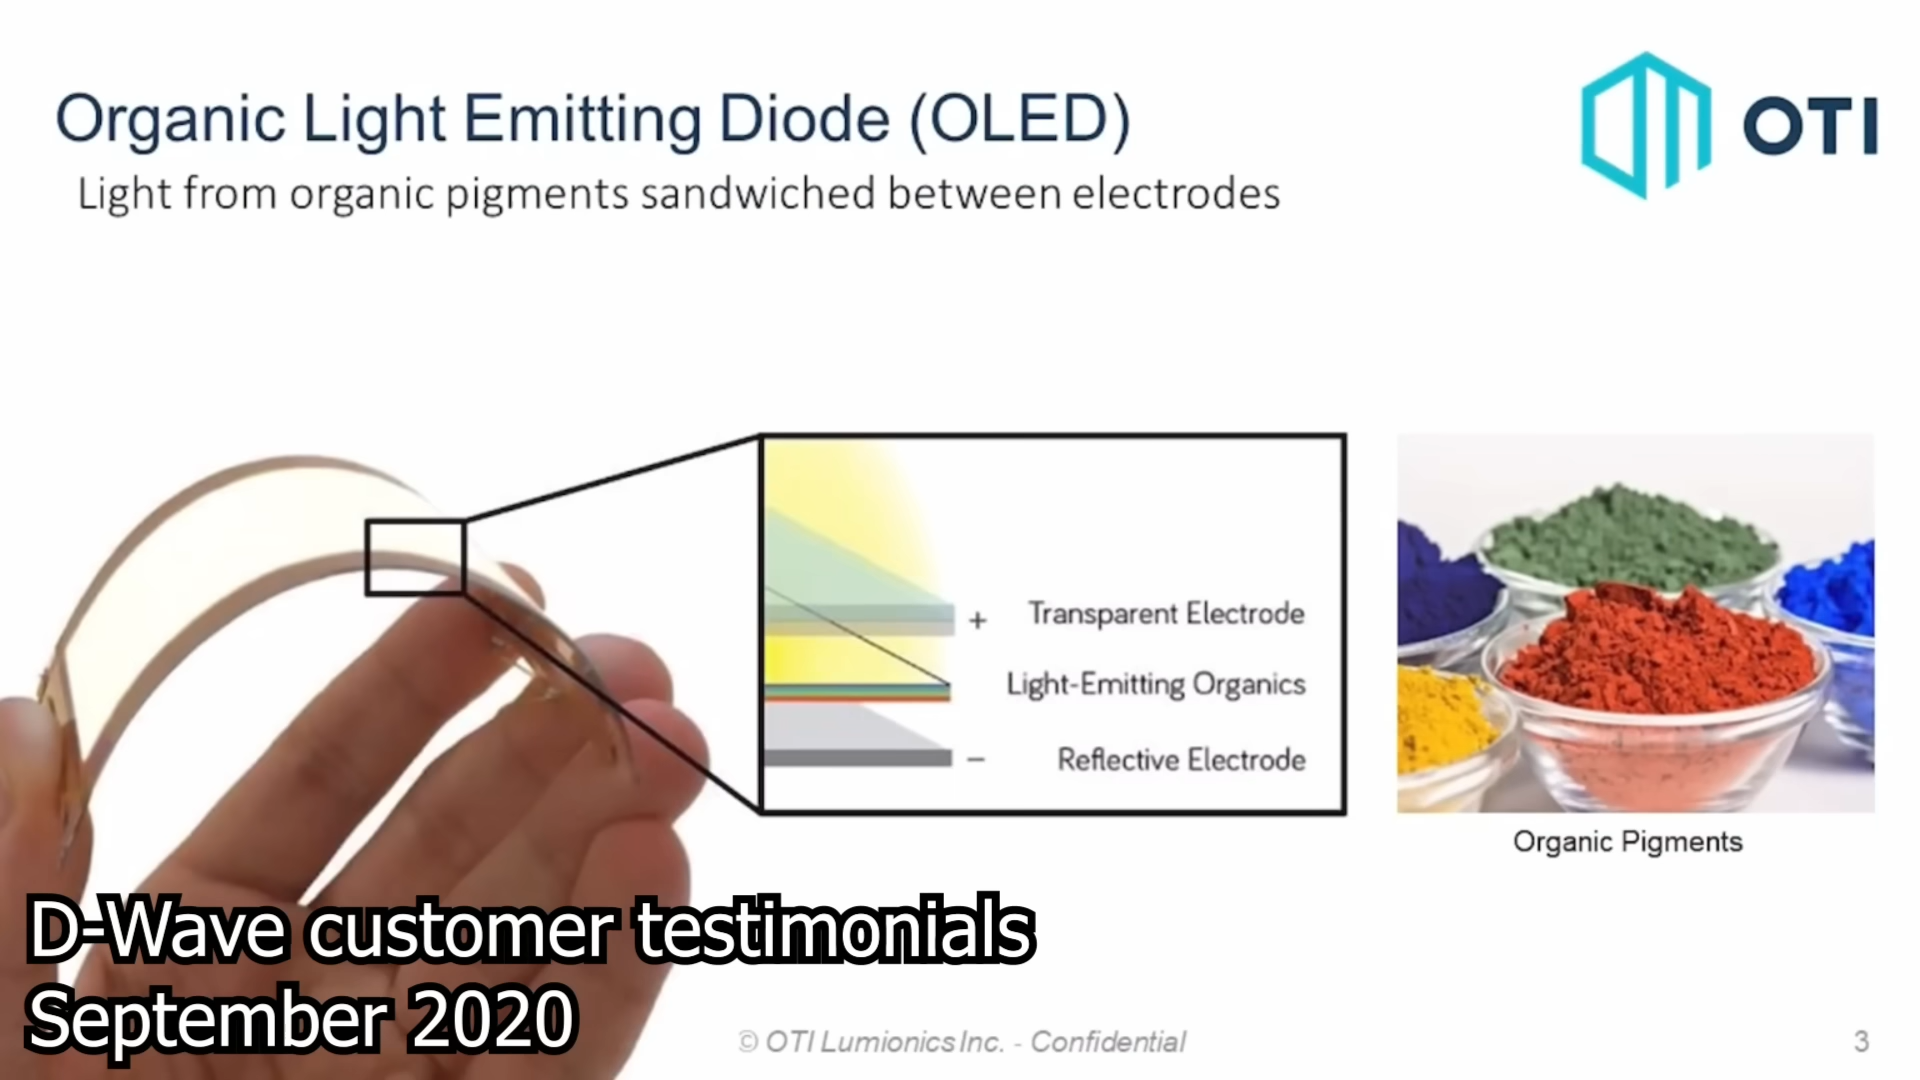 Organic Light Emitting Diode (OLED)
Light from organic pigments sandwiched between electrodes
OTI
+ Transparent Electrode
Light-Emitting Organics
– Reflective Electrode
Organic Pigments
D-Wave customer testimonials
September 2020
© OTI Lumionics Inc. - Confidential
3